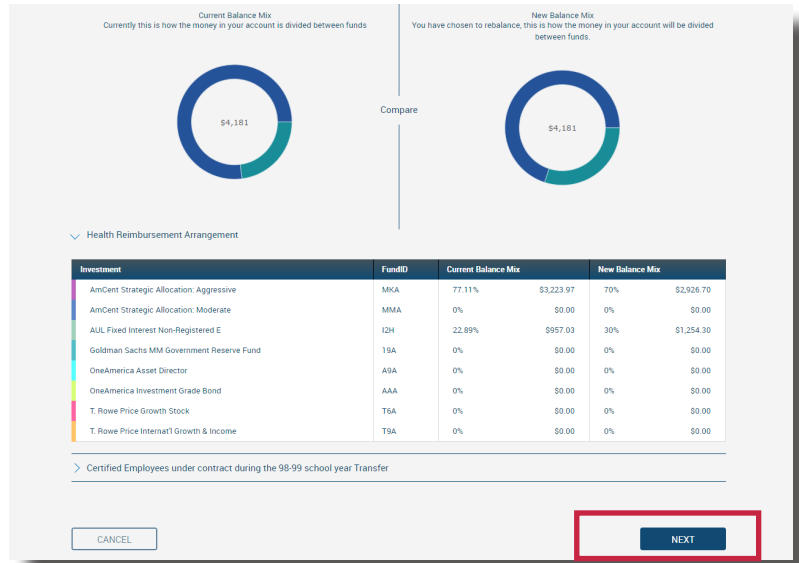 Current Balance Mix
Currently this is how the money in your account is divided between funds
New Balance Mix
You have chosen to rebalance, this is how the money in your account will be divided
between funds.
$4,181
Compare
$4,181
Health Reimbursement Arrangement
Investment FundID Current Balance Mix New Balance Mix
AmCent Strategic Allocation: Aggressive MKA 77.11% $3,223.97 70% $2,926.70
AmCent Strategic Allocation: Moderate MMA 0% $0.00 0% $0.00
AUL Fixed Interest Non-Registered E I2H 22.89% $957.03 30% $1,254.30
Goldman Sachs MM Government Reserve Fund 19A 0% $0.00 0% $0.00
OneAmerica Asset Director A9A 0% $0.00 0% $0.00
OneAmerica Investment Grade Bond AAA 0% $0.00 0% $0.00
T. Rowe Price Growth Stock T6A 0% $0.00 0% $0.00
T. Rowe Price Internat'l Growth & Income T9A 0% $0.00 0% $0.00
Certified Employees under contract during the 98-99 school year Transfer
CANCEL
NEXT